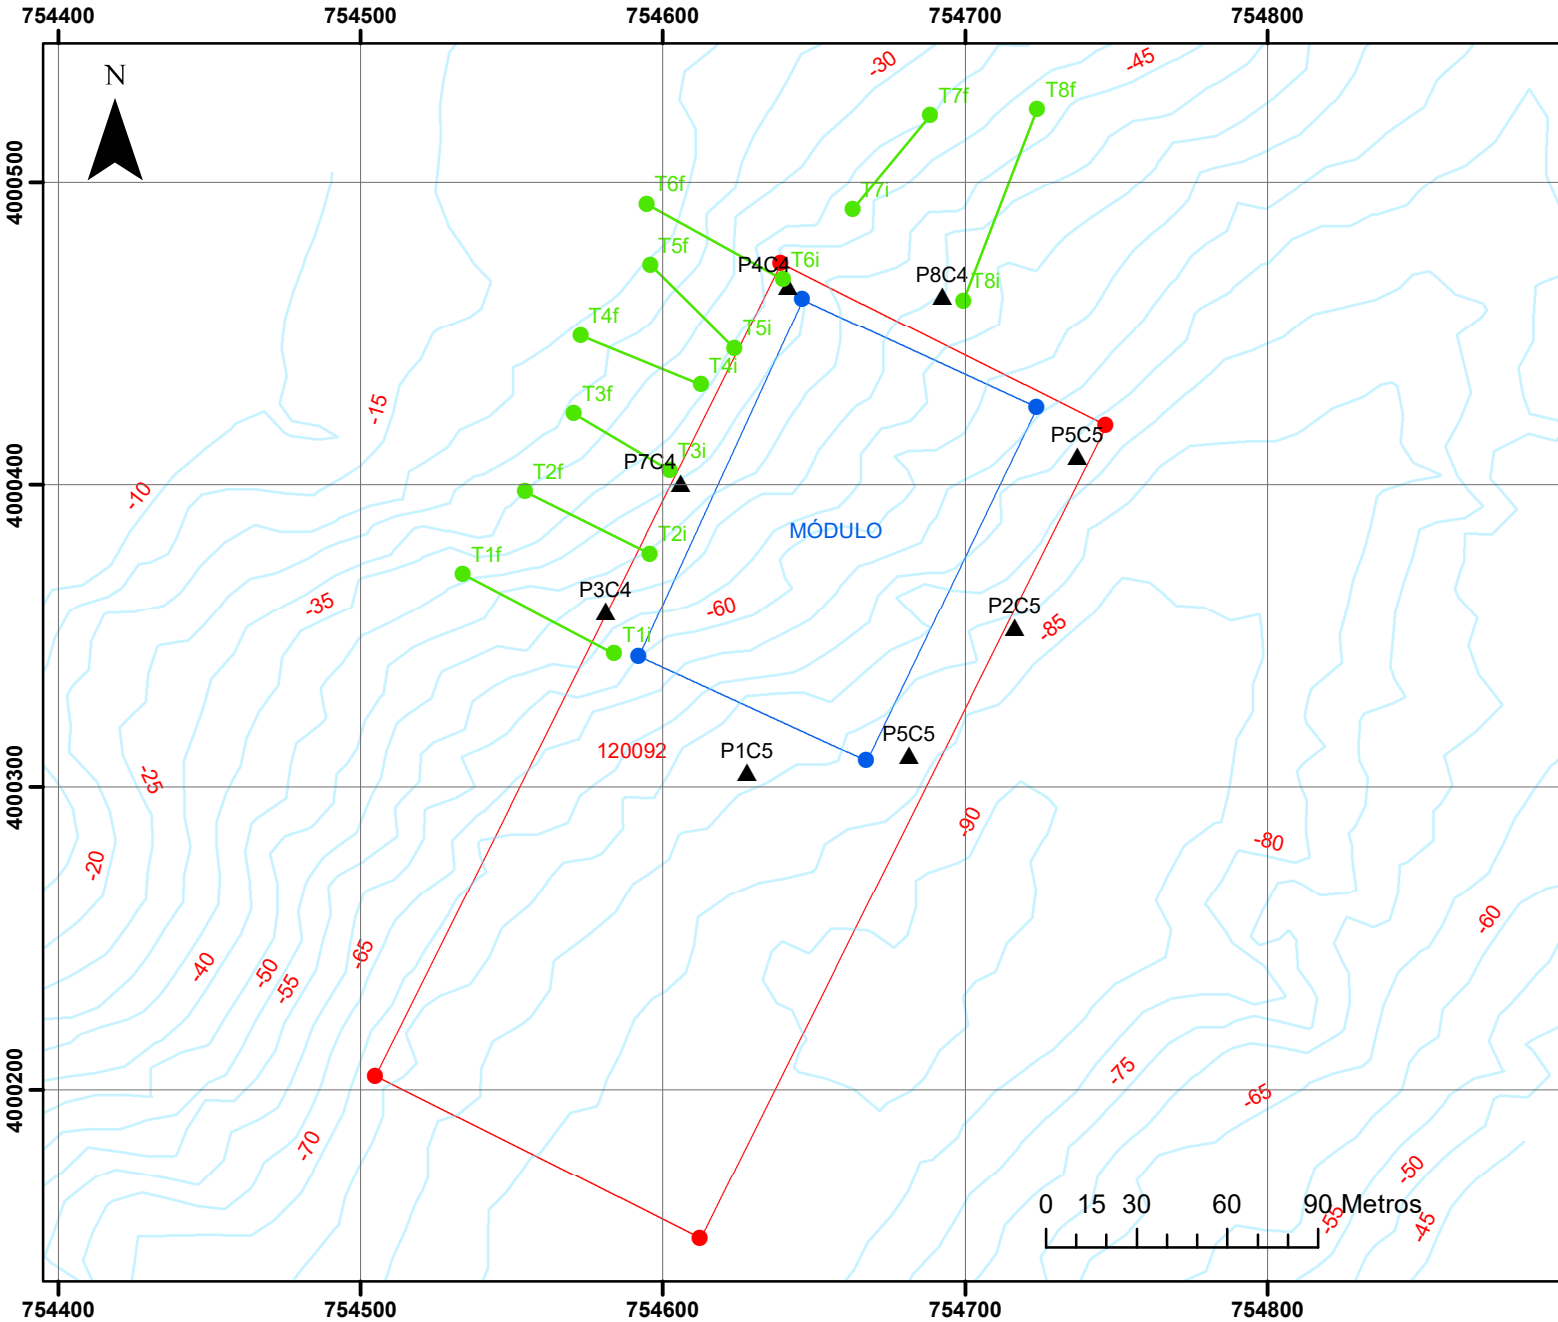 754400
754500
754600
754700
754800
N
-30
-45
T7f
T8f
4000500
T6f
T7i
T5f
P4C4
T6i
P8C4
T8i
T4f
T5i
T4i
-15
T3f
P5C5
T3i
P7C4
T2f
4000400
-10
MÓDULO
T2i
T1f
P3C4
-35
-60
P2C5
-85
T1i
P5C5
120092
P1C5
4000300
-25
-90
-80
-20
-60
-65
-40
-50
-55
4000200
-75
-65
-70
-50
0 15 30 60 90 Metros
-55
-45
754400
754500
754600
754700
754800